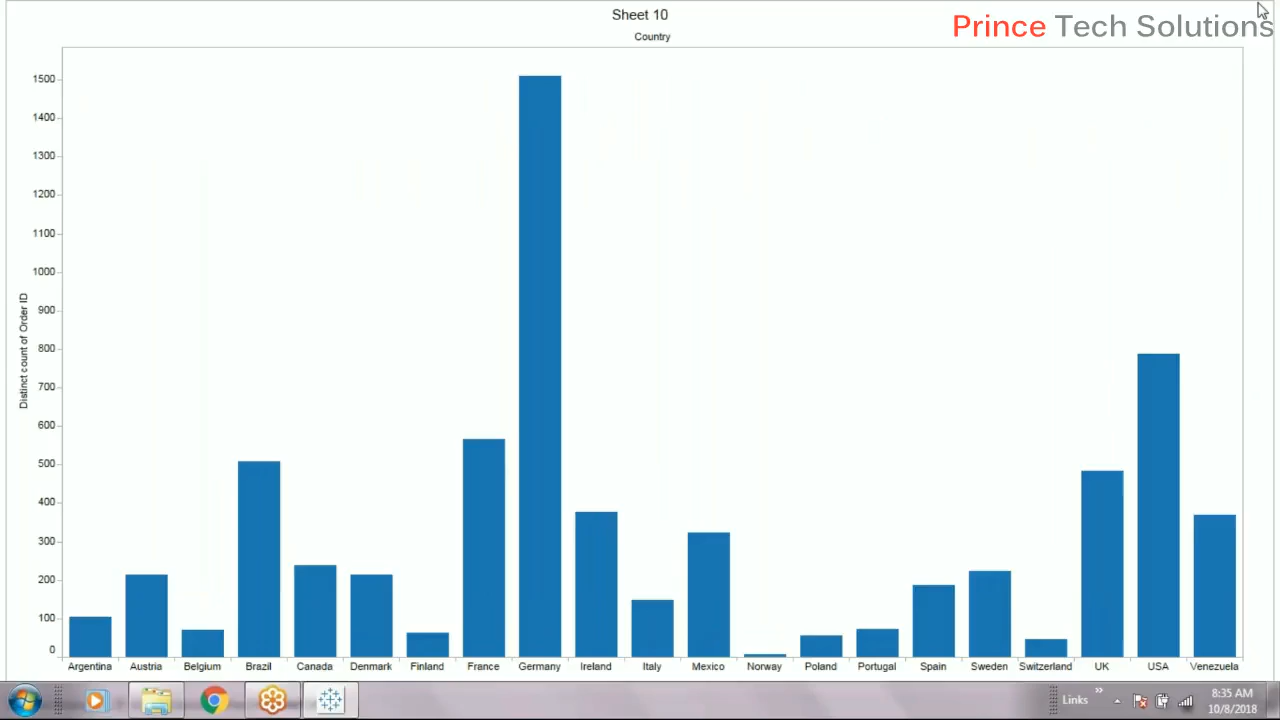 Sheet 10
Prince Tech Solutions
Country
1500
1400
1300
1200
1100
1000
900
800
700
600
500
400
300
200
100
0
Distinct count of Order ID
Argentina Austria Belgium Brazil Canada Denmark Finland France Germany Ireland Italy Mexico Norway Poland Portugal Spain Sweden Switzerland UK USA Venezuela
Links
8:35 AM
10/8/2018